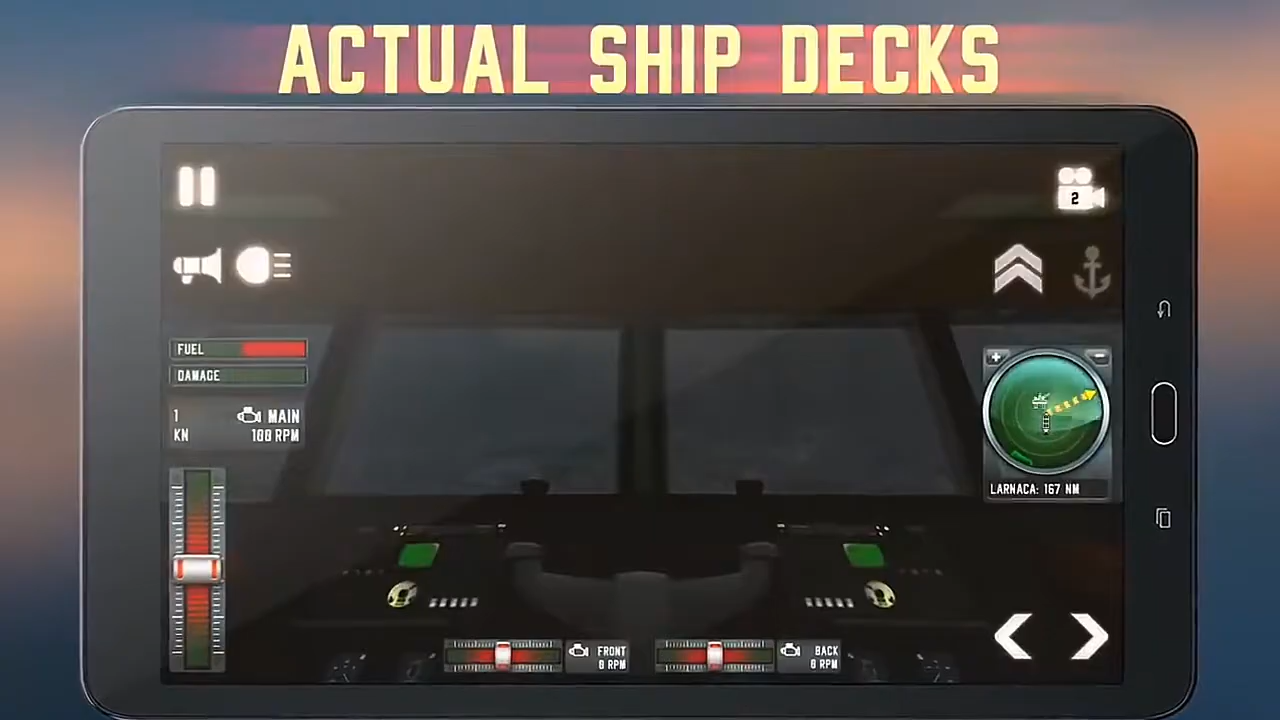 ACTUAL SHIP DECKS
2
FUEL
DAMAGE
1
KN
MAIN
100 RPM
+ -
LARNACA: 167 NM
FRONT
0 RPM
BACK
0 RPM